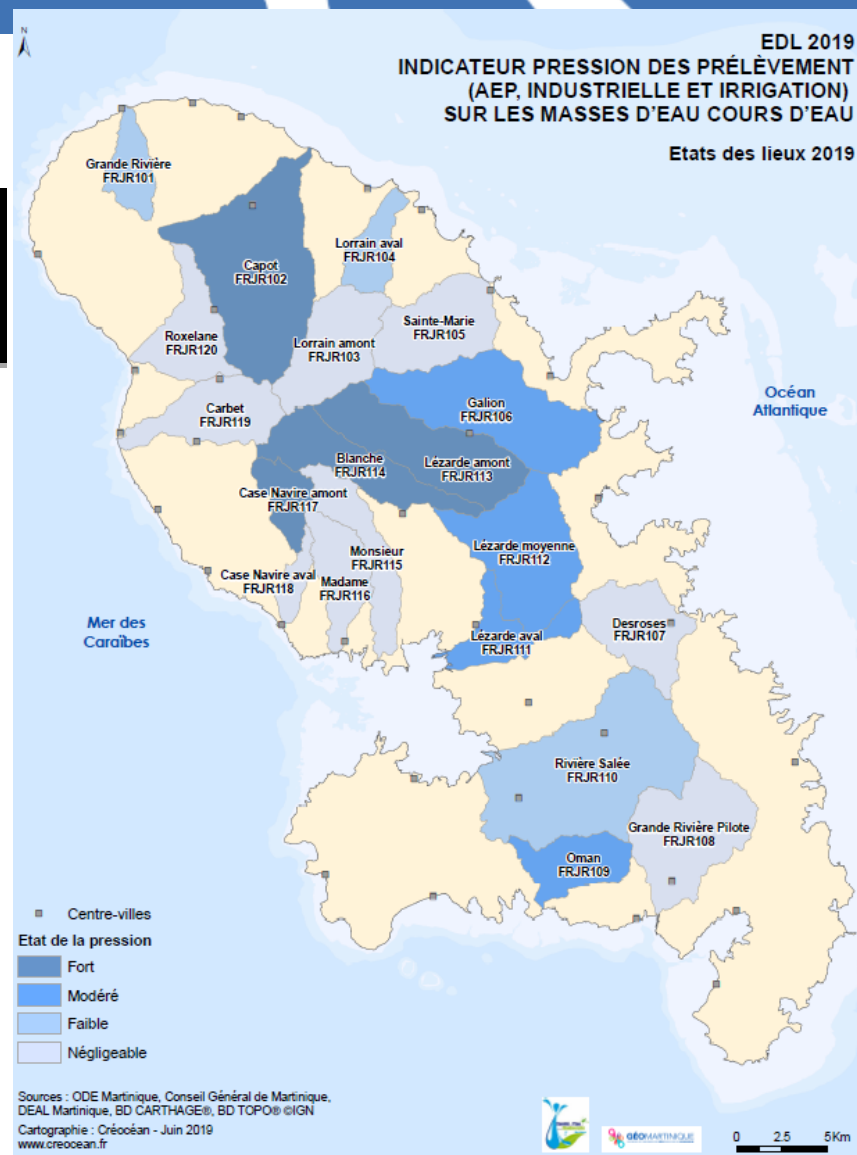 N
EDL 2019
INDICATEUR PRESSION DES PRÉLÈVEMENT
(AEP, INDUSTRIELLE ET IRRIGATION)
SUR LES MASSES D'EAU COURS D'EAU
Etats des lieux 2019
Grande Rivière
FRJR101
Capot
FRJR102
Lorrain aval
FRJR104
Roxelane
FRJR120
Lorrain amont
FRJR103
Sainte-Marie
FRJR105
Carbet
FRJR119
Galion
FRJR106
Océan
Atlantique
Blanche
FRJR114
Lézarde amont
FRJR113
Case Navire amont
FRJR117
Lézarde moyenne
FRJR112
Monsieur
FRJR115
Case Navire aval
FRJR118
Madame
FRJR116
Mer des
Caraïbes
Desroses
FRJR107
Lézarde aval
FRJR111
Rivière Salée
FRJR110
Grande Rivière Pilote
FRJR108
Oman
FRJR109
Centre-villes
Etat de la pression
Fort
Modéré
Faible
Négligeable
Sources : ODE Martinique, Conseil Général de Martinique,
DEAL Martinique, BD CARTHAGE®, BD TOPO® ©IGN
Cartographie : Créocéan - Juin 2019
www.creocean.fr
GÉOMARTINIQUE
0 2.5 5Km